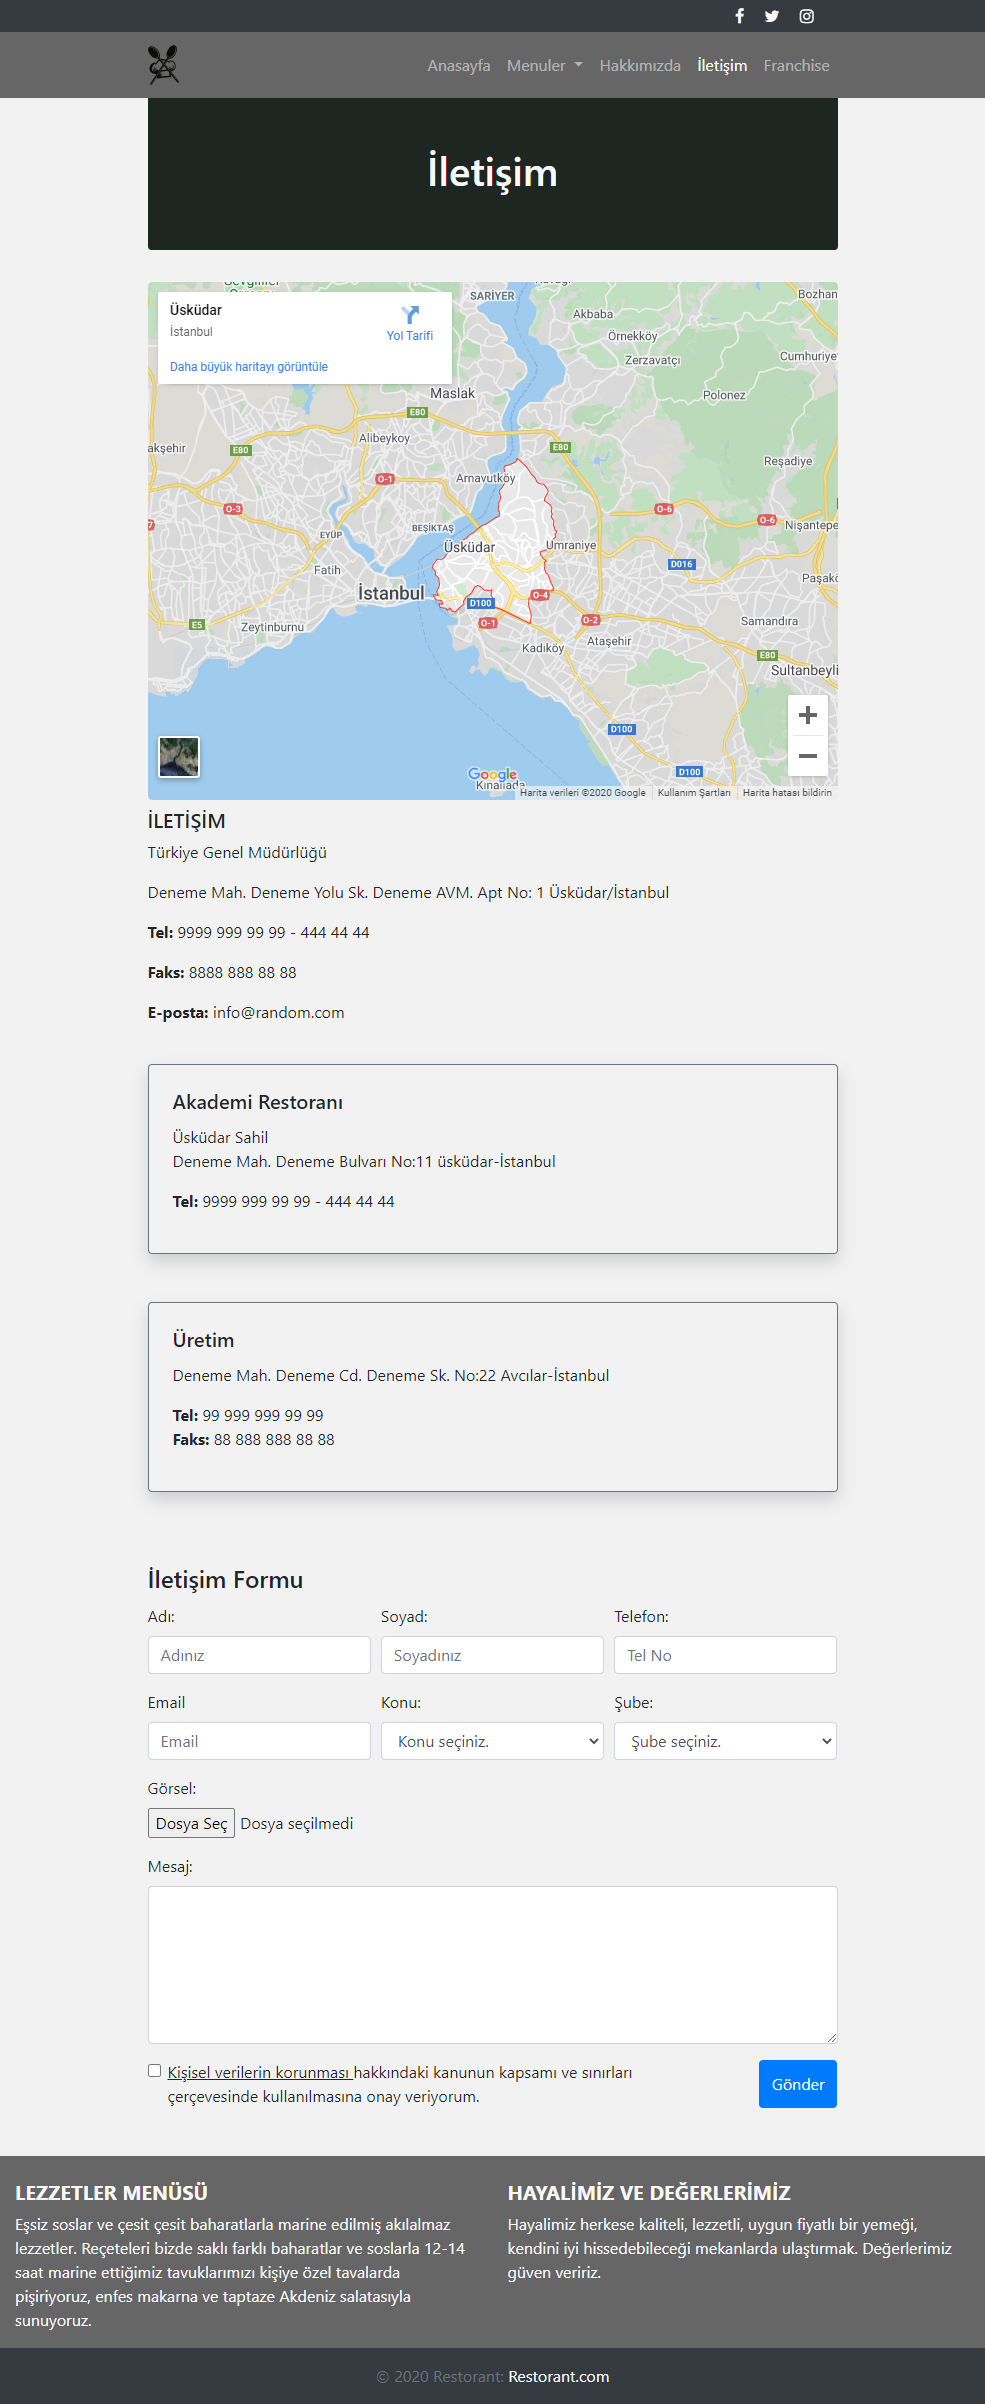 Anasayfa Menuler Hakkımızda İletişim Franchise
İletişim
Üsküdar
İstanbul
Yol Tarifi
Daha büyük haritayı görüntüle
SARIYER
Bozhan
Akbaba
Örnekköy
Zerzavatçı
Cumhuriye
Maslak
Polonez
E80
Alibeykoy
akşehir
E80
E80
Reşadiye
Arnavutköy
O-1
O-3
O-6
O-6
BEŞİKTAŞ
Nişantepe
EYÜP
Üsküdar
Umraniye
Fatih
D016
Paşakö
İstanbul
D100
O-4
E5
Zeytinburnu
O-1
O-2
Samandıra
Ataşehir
Kadıköy
E80
Sultanbeyli
D100
D100
Google
Kınalıada
Harita verileri ©2020 Google Kullanım Şartları Harita hatası bildirin
İLETİŞİM
Türkiye Genel Müdürlüğü
Deneme Mah. Deneme Yolu Sk. Deneme AVM. Apt No: 1 Üsküdar/İstanbul
Tel: 9999 999 99 99 - 444 44 44
Faks: 8888 888 88 88
E-posta: info@random.com
Akademi Restoranı
Üsküdar Sahil
Deneme Mah. Deneme Bulvarı No:11 üsküdar-İstanbul
Tel: 9999 999 99 99 - 444 44 44
Üretim
Deneme Mah. Deneme Cd. Deneme Sk. No:22 Avcılar-İstanbul
Tel: 99 999 999 99 99
Faks: 88 888 888 88 88
İletişim Formu
Adı: Soyad: Telefon:
Adınız Soyadınız Tel No
Email Konu: Şube:
Email Konu seçiniz. Şube seçiniz.
Görsel:
Dosya Seç Dosya seçilmedi
Mesaj:
Kişisel verilerin korunması hakkındaki kanunun kapsamı ve sınırları
çerçevesinde kullanılmasına onay veriyorum.
Gönder
LEZZETLER MENÜSÜ
Eşsiz soslar ve çesit çesit baharatlarla marine edilmiş akılalmaz
lezzetler. Reçeteleri bizde saklı farklı baharatlar ve soslarla 12-14
saat marine ettiğimiz tavuklarımızı kişiye özel tavalarda
pişiriyoruz, enfes makarna ve taptaze Akdeniz salatasıyla
sunuyoruz.
HAYALİMİZ VE DEĞERLERİMİZ
Hayalimiz herkese kaliteli, lezzetli, uygun fiyatlı bir yemeği,
kendini iyi hissedebileceği mekanlarda ulaştırmak. Değerlerimiz
güven veririz.
© 2020 Restorant: Restorant.com